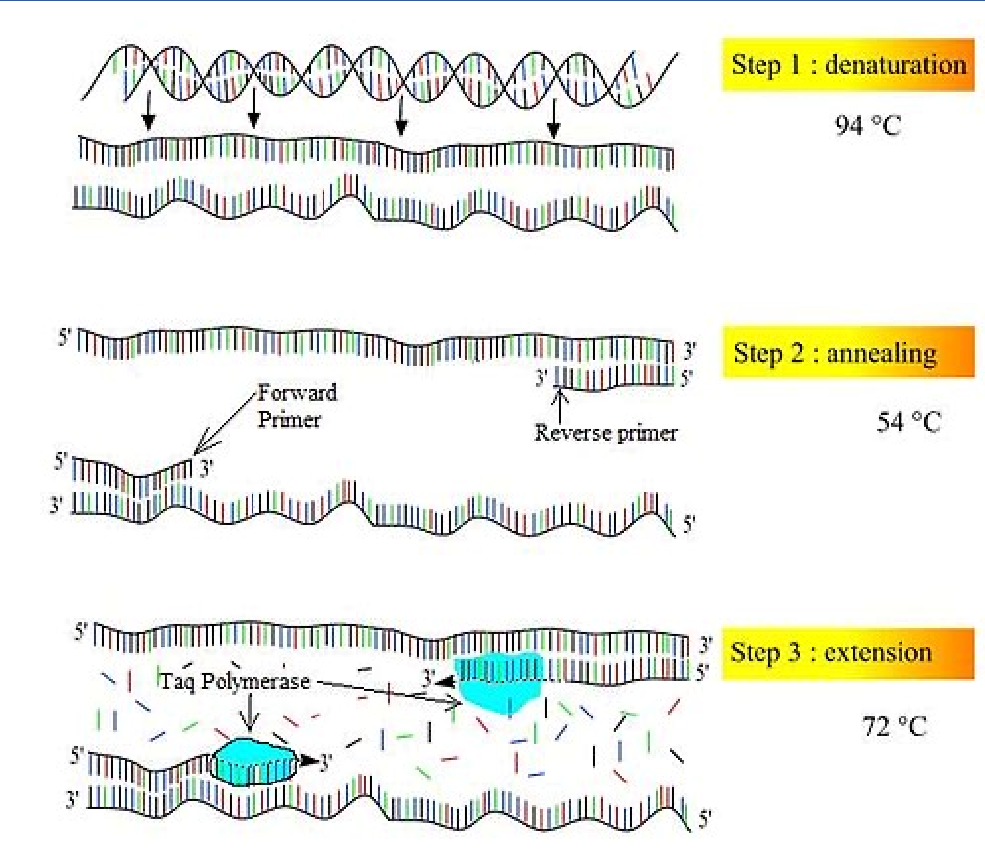 Step 1 : denaturation
94 °C
5'
3'
Step 2 : annealing
3'
5'
Forward
Primer
54 °C
Reverse primer
5'
3'
3'
5'
5'
3'
Step 3 : extension
Taq Polymerase
3'
5'
72 °C
5'
3'
3'
5'